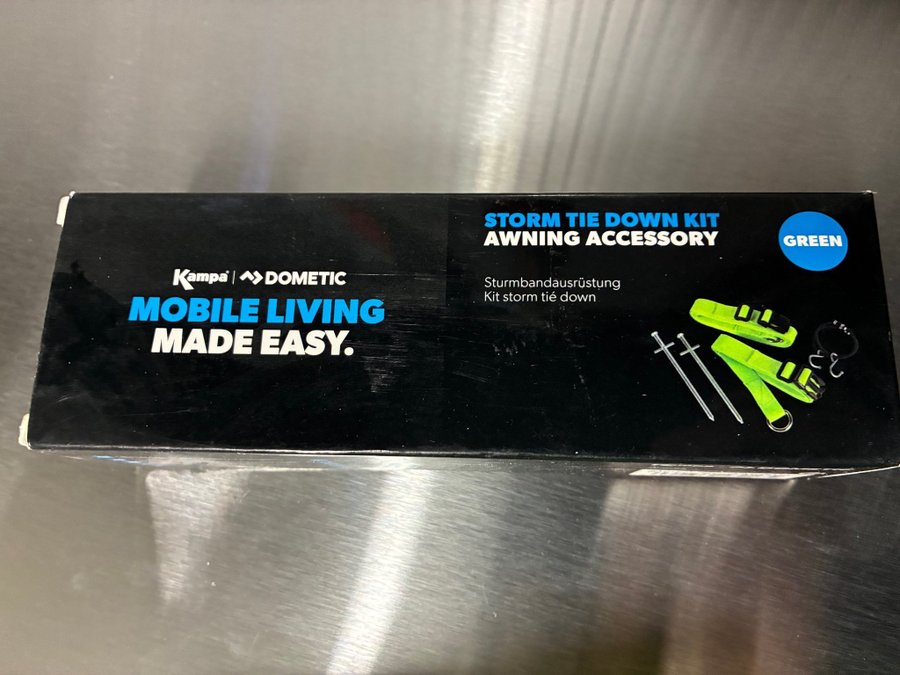 Kampa | DOMETIC
MOBILE LIVING
MADE EASY.
STORM TIE DOWN KIT
AWNING ACCESSORY
GREEN
Sturmbandausrüstung
Kit storm tié down